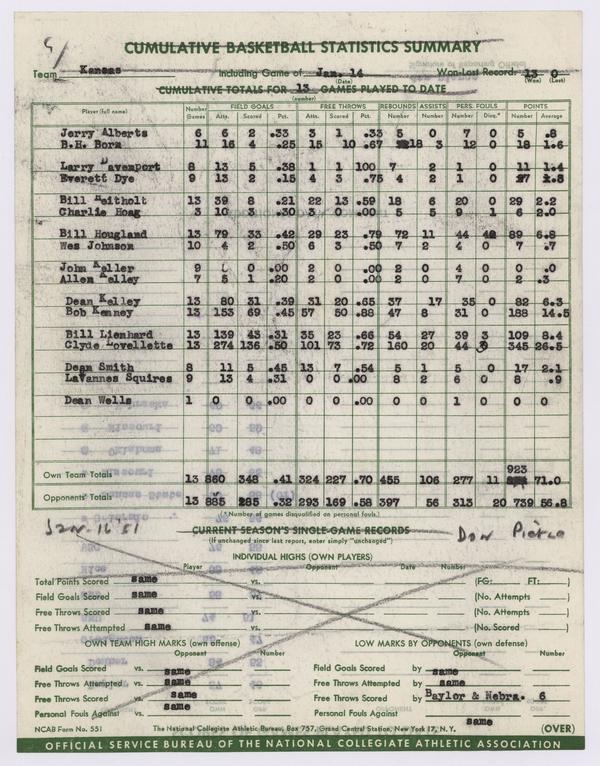 CUMULATIVE BASKETBALL STATISTICS SUMMARY
Team Kansas Including Game of Jan. 14 (Date) Won-Lost Record: 13 (Won) 0 (Lost)
CUMULATIVE TOTALS FOR 13 (number) GAMES PLAYED TO DATE
Player (full name) Number Games FIELD GOALS Atts. Scored Pct. FREE THROWS Atts. Scored Pct. REBOUNDS Number ASSISTS Number PERS. FOULS Number Disq.* POINTS Number Average
Jerry Alberts 6 6 2 .33 3 1 .33 5 0 7 0 5 .8
B.H. Born 11 16 4 .25 15 10 .67 18 3 12 0 18 1.6
Larry Davenport 8 13 5 .38 1 1 100 7 2 1 0 11 1.4
Everett Dye 9 13 2 .15 4 3 .75 4 2 1 0 7 .8
Bill Heitholt 13 39 8 .21 22 13 .59 18 6 20 0 29 2.2
Charlie Hoag 3 10 3 .30 3 0 .00 5 5 9 1 6 2.0
Bill Hougland 13 79 33 .42 29 23 .79 72 11 44 4 89 6.8
Wes Johnson 10 4 2 .50 6 3 .50 7 2 4 0 7 .7
John Keller 9 0 .00 2 0 .00 2 0 4 0 0 .0
Allen Kelley 7 5 1 .20 2 0 .00 2 2 0 0 2 .3
Dean Kelley 13 80 31 .39 31 20 .65 37 17 35 0 82 6.3
Bob Kenney 13 153 69 .45 57 50 .88 47 8 31 0 188 14.5
Bill Lienhard 13 139 43 .31 35 23 .66 54 27 39 3 109 8.4
Clyde Lovellette 13 274 136 .50 101 73 .72 160 20 44 3 345 26.5
Dean Smith 8 11 5 .45 13 7 .54 5 1 5 0 17 2.1
LaVannes Squires 9 13 4 .31 0 0 .00 8 2 6 0 8 .9
Dean Wells 1 0 0 .00 0 0 .00 0 0 1 0 0 0
Own Team Totals 13 860 348 .41 324 227 .70 455 106 277 11 923 71.0
Opponents' Totals 13 885 285 .32 293 169 .58 397 56 313 20 739 56.8
(*Number of games disqualified on personal fouls.)
Jan. 16 '51 Don Pierce
CURRENT SEASON'S SINGLE-GAME RECORDS
(If unchanged since last report, enter simply "unchanged")
INDIVIDUAL HIGHS (OWN PLAYERS)
Player Opponent Date Number
Total Points Scored same vs. (FG: FT: )
Field Goals Scored same vs. (No. Attempts )
Free Throws Scored same vs. (No. Attempts )
Free Throws Attempted same vs. (No. Scored )
OWN TEAM HIGH MARKS (own offense) LOW MARKS BY OPPONENTS (own defense)
Opponent Number Opponent Number
Field Goals Scored vs. same Field Goals Scored by same
Free Throws Attempted vs. same Free Throws Attempted by same
Free Throws Scored vs. same Free Throws Scored by Baylor & Nebra. 6
Personal Fouls Against same Personal Fouls Against same
NCAB Form No. 551 The National Collegiate Athletic Bureau, Box 757, Grand Central Station, New York 17, N. Y. (OVER)
OFFICIAL SERVICE BUREAU OF THE NATIONAL COLLEGIATE ATHLETIC ASSOCIATION